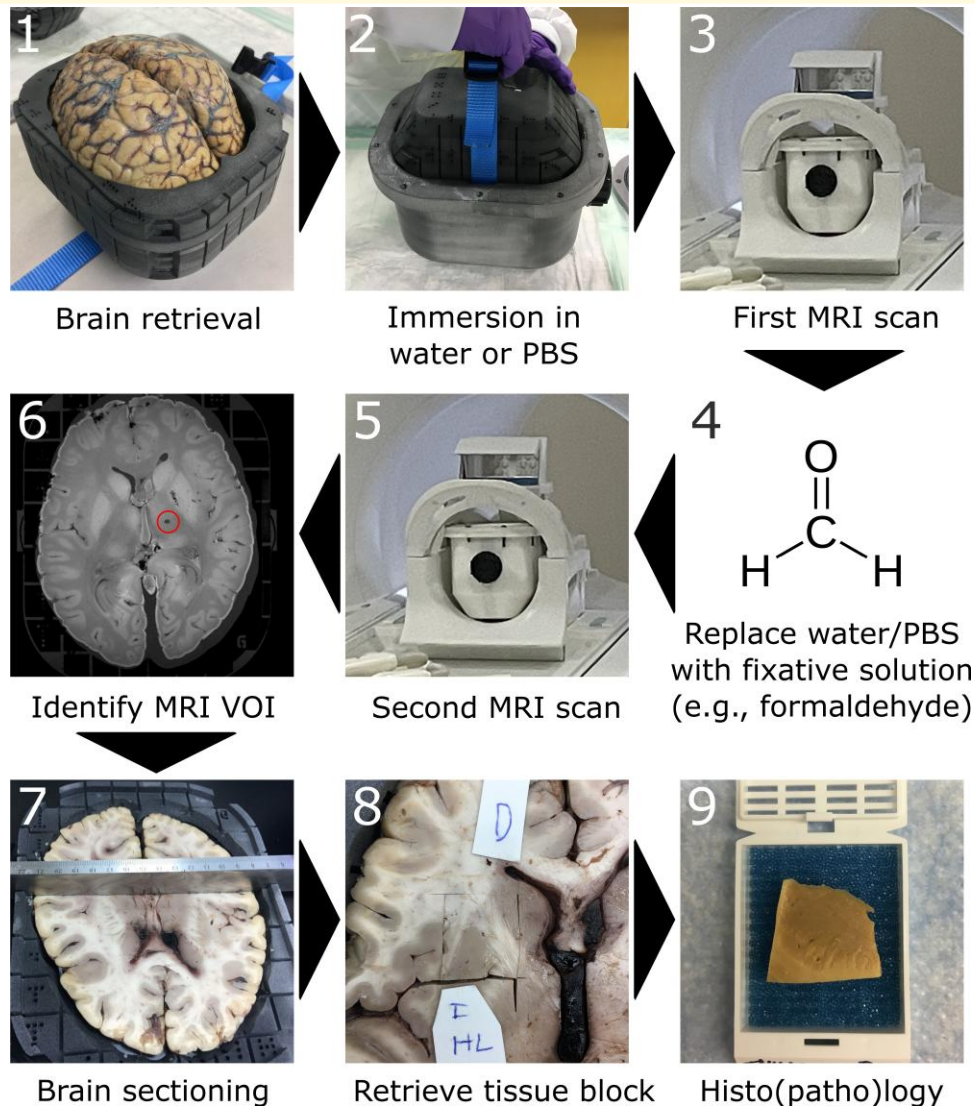 1
2
3
Brain retrieval
Immersion in
water or PBS
First MRI scan
6
5
4
O
H
C
H
Identify MRI VOI
Second MRI scan
Replace water/PBS
with fixative solution
(e.g., formaldehyde)
7
8
9
D
I
HL
Brain sectioning
Retrieve tissue block
Histo(patho)logy